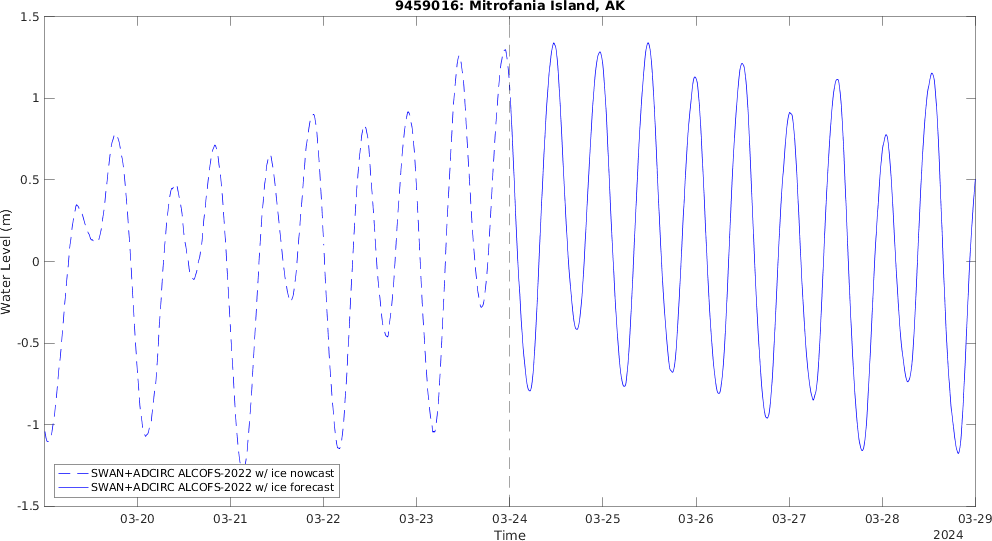 9459016: Mitrofania Island, AK
Water Level (m)
1.5
1
0.5
0
-0.5
-1
-1.5
SWAN+ADCIRC ALCOFS-2022 w/ ice nowcast
SWAN+ADCIRC ALCOFS-2022 w/ ice forecast
03-20 03-21 03-22 03-23 03-24 03-25 03-26 03-27 03-28 03-29
Time
2024